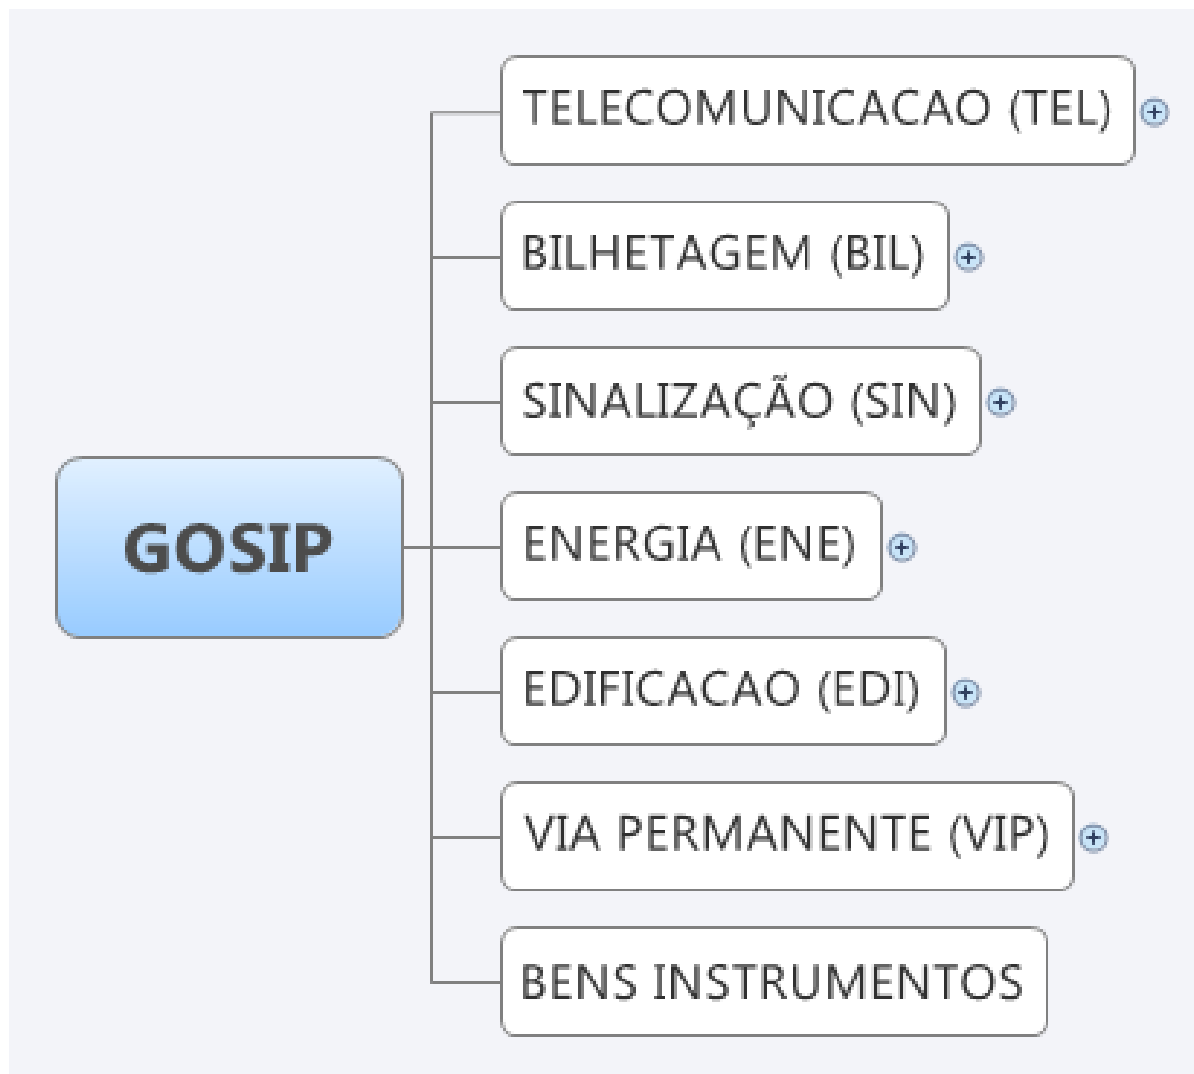 TELECOMUNICACAO (TEL)
BILHETAGEM (BIL)
SINALIZAÇÃO (SIN)
GOSIP
ENERGIA (ENE)
EDIFICACAO (EDI)
VIA PERMANENTE (VIP)
BENS INSTRUMENTOS